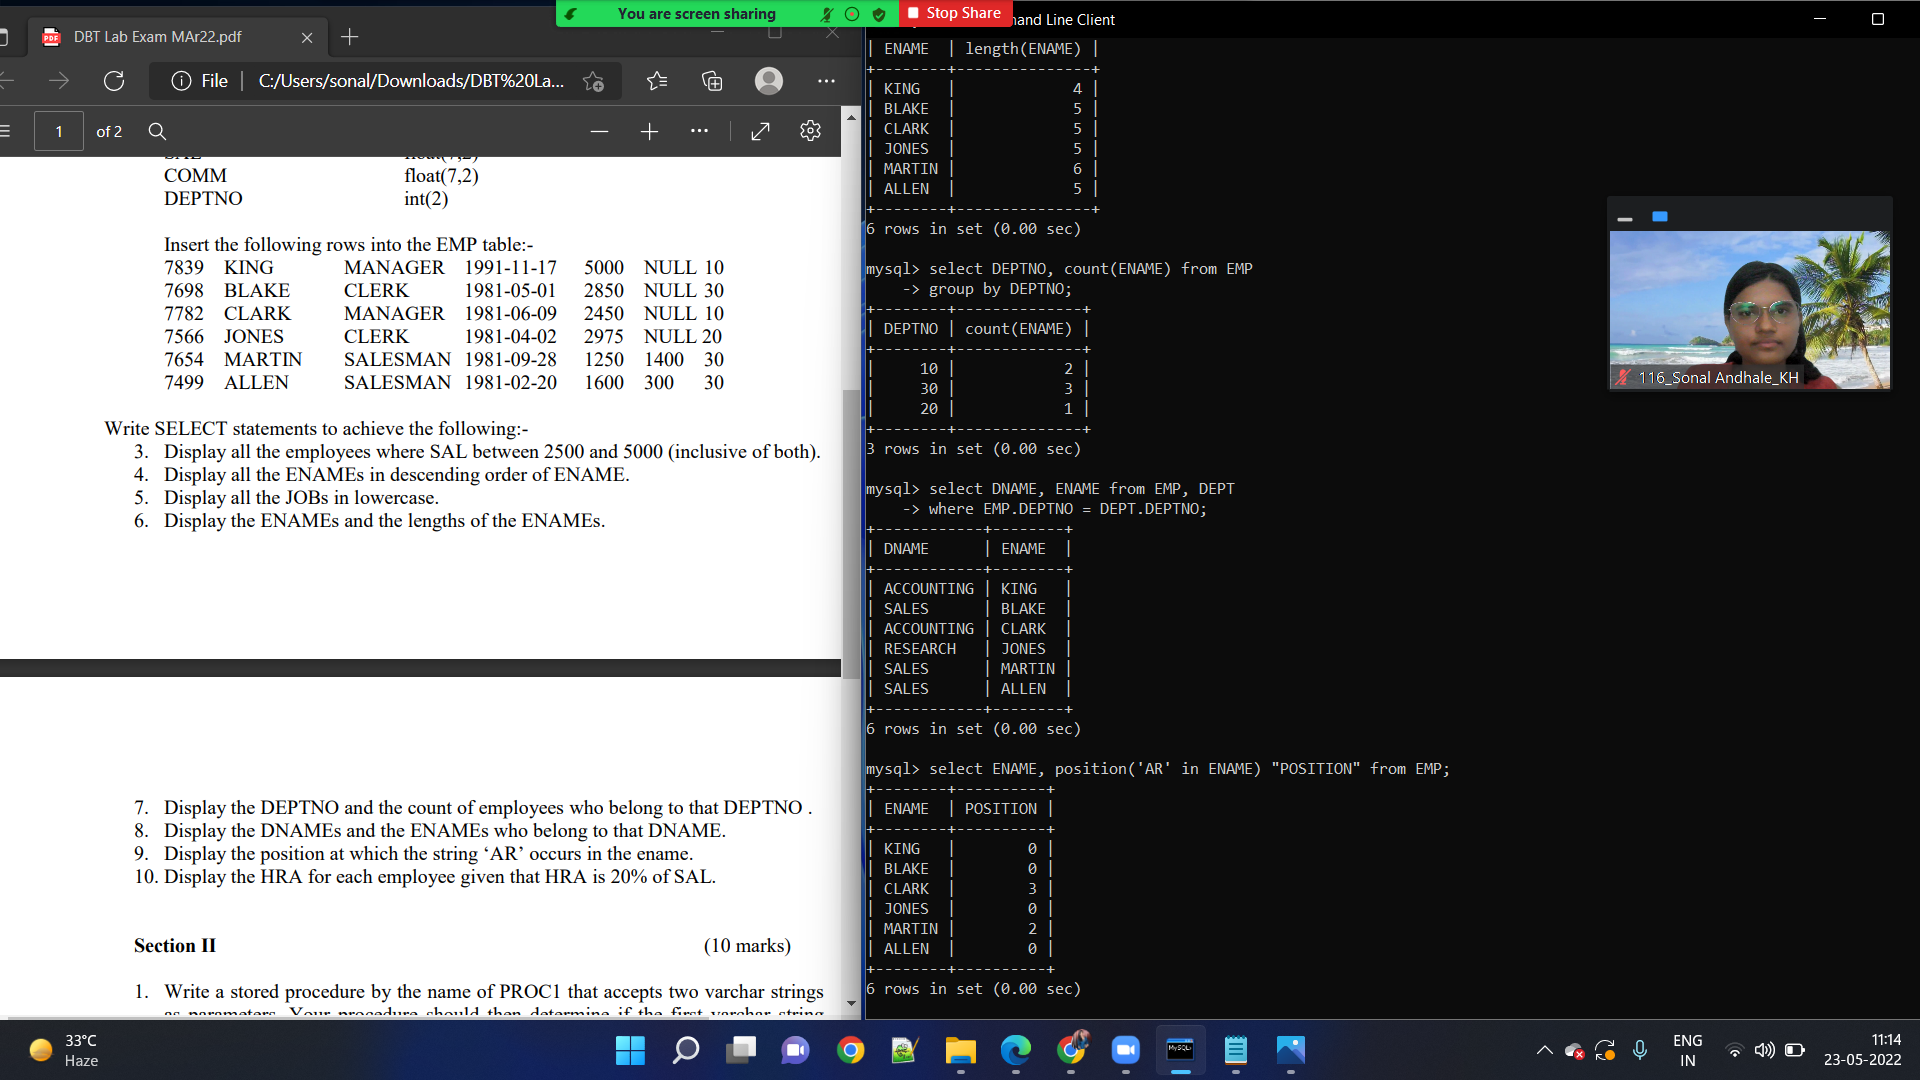 You are screen sharing
Stop Share
DBT Lab Exam MAr22.pdf
File
C:/Users/sonal/Downloads/DBT%20La...
1
of 2
COMM float(7,2)
DEPTNO int(2)
Insert the following rows into the EMP table:-
7839 KING MANAGER 1991-11-17 5000 NULL 10
7698 BLAKE CLERK 1981-05-01 2850 NULL 30
7782 CLARK MANAGER 1981-06-09 2450 NULL 10
7566 JONES CLERK 1981-04-02 2975 NULL 20
7654 MARTIN SALESMAN 1981-09-28 1250 1400 30
7499 ALLEN SALESMAN 1981-02-20 1600 300 30
Write SELECT statements to achieve the following:-
3. Display all the employees where SAL between 2500 and 5000 (inclusive of both).
4. Display all the ENAMEs in descending order of ENAME.
5. Display all the JOBs in lowercase.
6. Display the ENAMEs and the lengths of the ENAMEs.
7. Display the DEPTNO and the count of employees who belong to that DEPTNO .
8. Display the DNAMEs and the ENAMEs who belong to that DNAME.
9. Display the position at which the string ‘AR’ occurs in the ename.
10. Display the HRA for each employee given that HRA is 20% of SAL.
Section II (10 marks)
1. Write a stored procedure by the name of PROC1 that accepts two varchar strings
as parameters. Your procedure should then determine if the first varchar string
Line Client
| ENAME | length(ENAME) |
+--------+---------------+
| KING | 4 |
| BLAKE | 5 |
| CLARK | 5 |
| JONES | 5 |
| MARTIN | 6 |
| ALLEN | 5 |
+--------+---------------+
6 rows in set (0.00 sec)
mysql> select DEPTNO, count(ENAME) from EMP
-> group by DEPTNO;
+--------+--------------+
| DEPTNO | count(ENAME) |
+--------+--------------+
| 10 | 2 |
| 30 | 3 |
| 20 | 1 |
+--------+--------------+
3 rows in set (0.00 sec)
mysql> select DNAME, ENAME from EMP, DEPT
-> where EMP.DEPTNO = DEPT.DEPTNO;
+------------+--------+
| DNAME | ENAME |
+------------+--------+
| ACCOUNTING | KING |
| SALES | BLAKE |
| ACCOUNTING | CLARK |
| RESEARCH | JONES |
| SALES | MARTIN |
| SALES | ALLEN |
+------------+--------+
6 rows in set (0.00 sec)
mysql> select ENAME, position('AR' in ENAME) "POSITION" from EMP;
+--------+----------+
| ENAME | POSITION |
+--------+----------+
| KING | 0 |
| BLAKE | 0 |
| CLARK | 3 |
| JONES | 0 |
| MARTIN | 2 |
| ALLEN | 0 |
+--------+----------+
6 rows in set (0.00 sec)
116_Sonal Andhale_KH
33°C
Haze
ENG
IN
11:14
23-05-2022